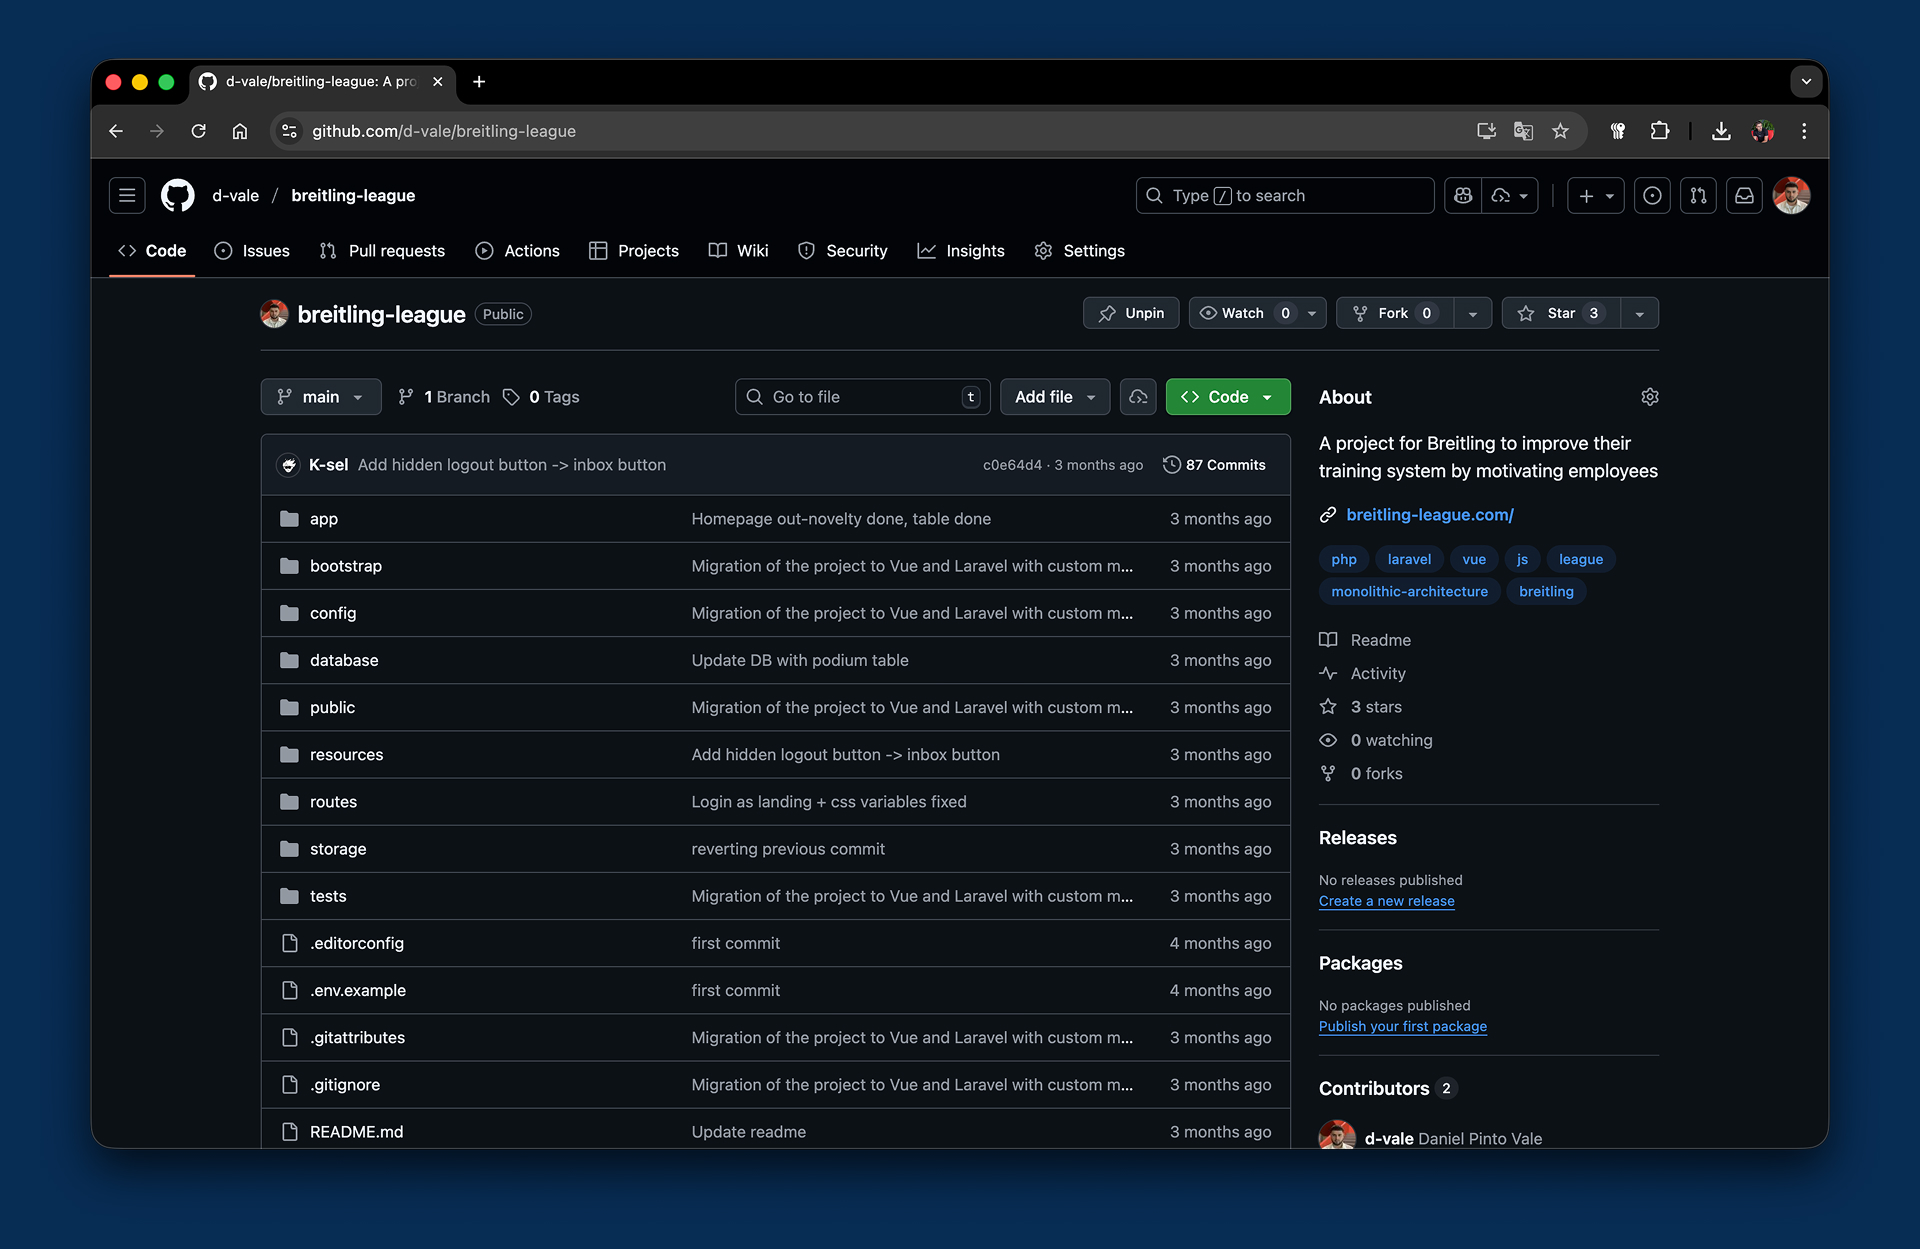 d-vale/breitling-league: A pro
github.com/d-vale/breitling-league
d-vale / breitling-league
Type / to search
Code Issues Pull requests Actions Projects Wiki Security Insights Settings
breitling-league Public
Unpin Watch 0 Fork 0 Star 3
main 1 Branch 0 Tags
Go to file t Add file Code
K-sel Add hidden logout button -> inbox button c0e64d4 · 3 months ago 87 Commits
app Homepage out-novelty done, table done 3 months ago
bootstrap Migration of the project to Vue and Laravel with custom m... 3 months ago
config Migration of the project to Vue and Laravel with custom m... 3 months ago
database Update DB with podium table 3 months ago
public Migration of the project to Vue and Laravel with custom m... 3 months ago
resources Add hidden logout button -> inbox button 3 months ago
routes Login as landing + css variables fixed 3 months ago
storage reverting previous commit 3 months ago
tests Migration of the project to Vue and Laravel with custom m... 3 months ago
.editorconfig first commit 4 months ago
.env.example first commit 4 months ago
.gitattributes Migration of the project to Vue and Laravel with custom m... 3 months ago
.gitignore Migration of the project to Vue and Laravel with custom m... 3 months ago
README.md Update readme 3 months ago
About
A project for Breitling to improve their
training system by motivating employees
breitling-league.com/
php laravel vue js league
monolithic-architecture breitling
Readme
Activity
3 stars
0 watching
0 forks
Releases
No releases published
Create a new release
Packages
No packages published
Publish your first package
Contributors 2
d-vale Daniel Pinto Vale